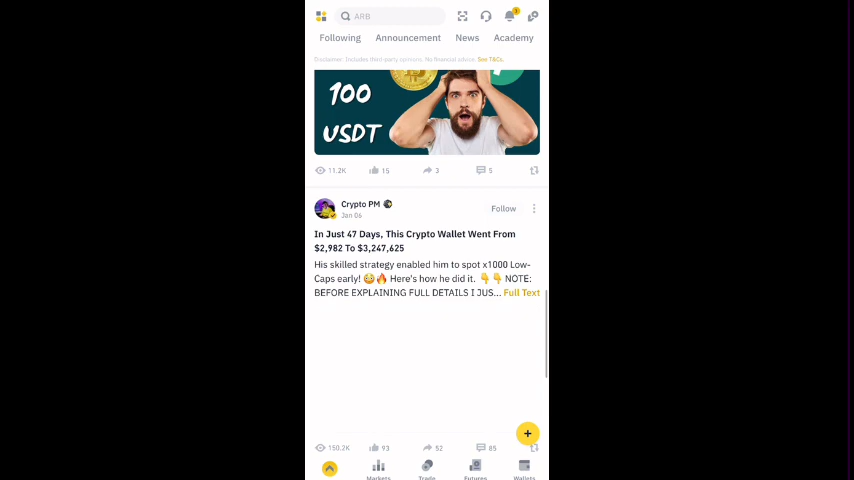 ARB
3
Following Announcement News Academy
Disclaimer: Includes third-party opinions. No financial advice. See T&Cs.
100
USDT
11.2K 15 3 5
Crypto PM
Jan 06
Follow
In Just 47 Days, This Crypto Wallet Went From
$2,982 To $3,247,625
His skilled strategy enabled him to spot x1000 Low-
Caps early! 😳🔥 Here's how he did it. 👇👇 NOTE:
BEFORE EXPLAINING FULL DETAILS I JUS... Full Text
+
150.2K 93 52 85
Markets Trade Futures Wallets